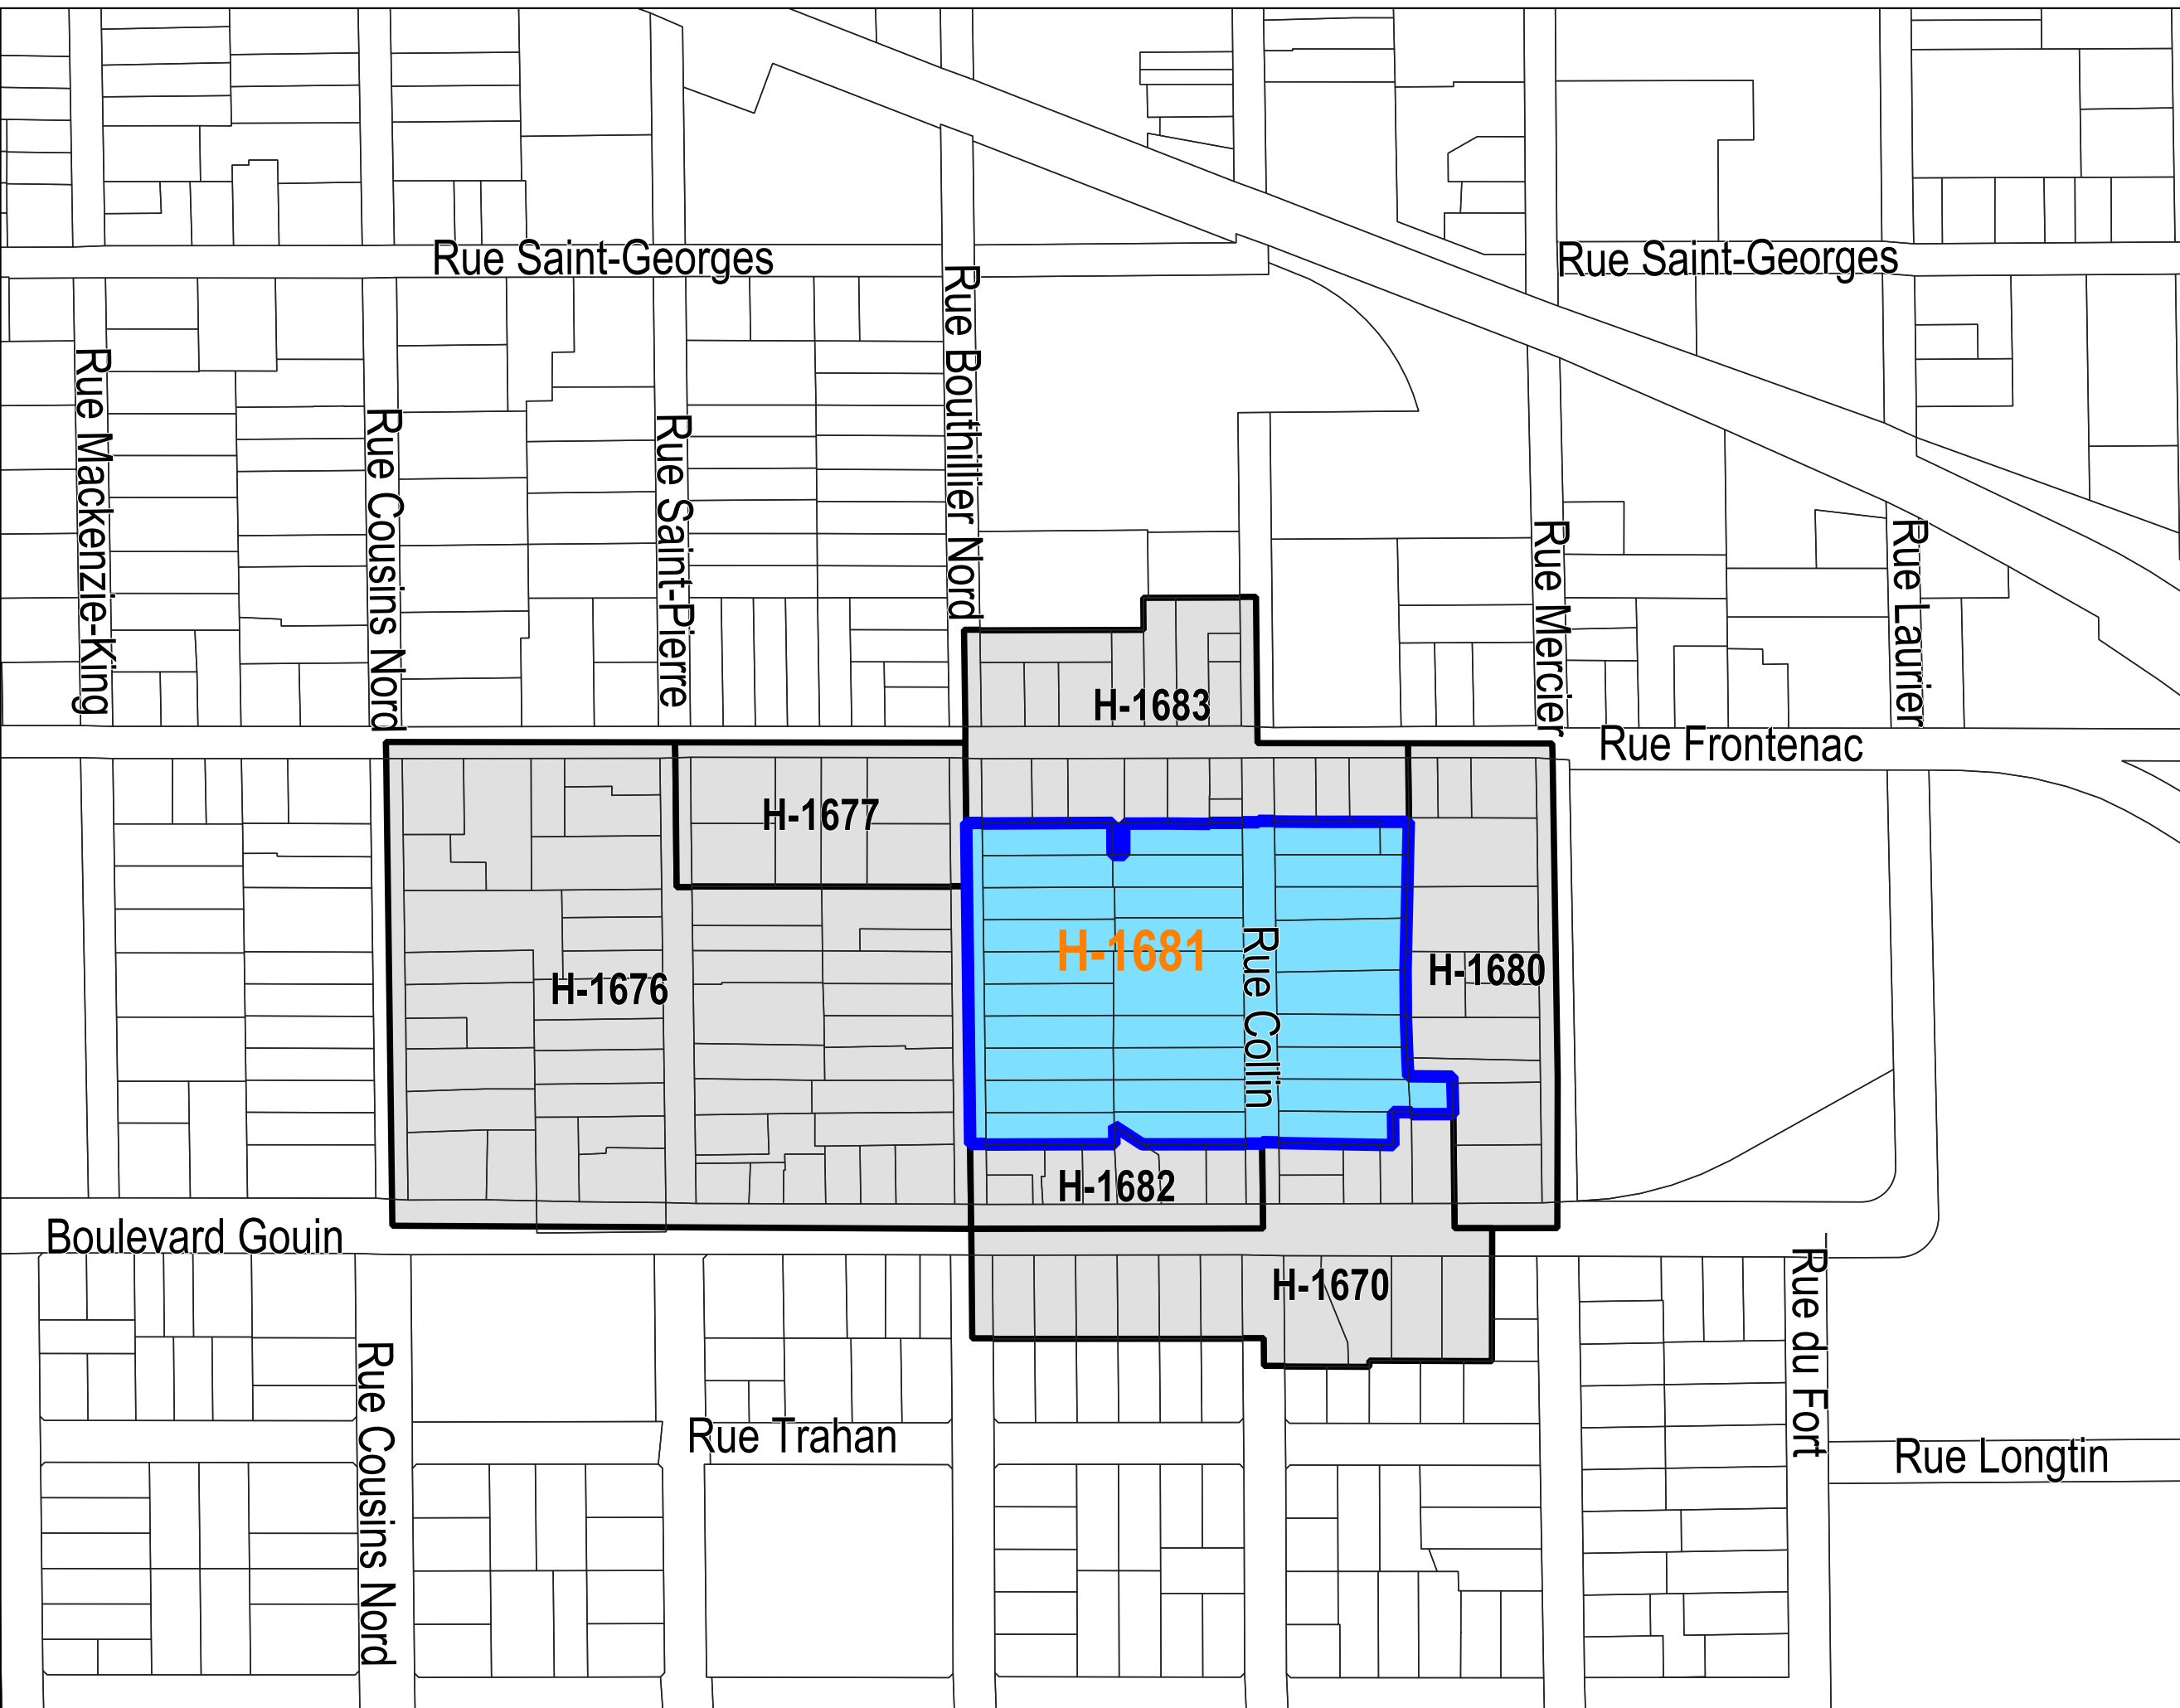 Rue Saint-Georges
Rue Saint-Georges
Rue Bouthillier Nord
Rue Mackenzie-King
Rue Cousins Nord
Rue Saint-Pierre
Rue Mercier
Rue Laurier
H-1683
Rue Frontenac
H-1677
H-1681
Rue Collin
H-1680
H-1676
H-1682
Boulevard Gouin
H-1670
Rue du Fort
Rue Cousins Nord
Rue Trahan
Rue Longtin